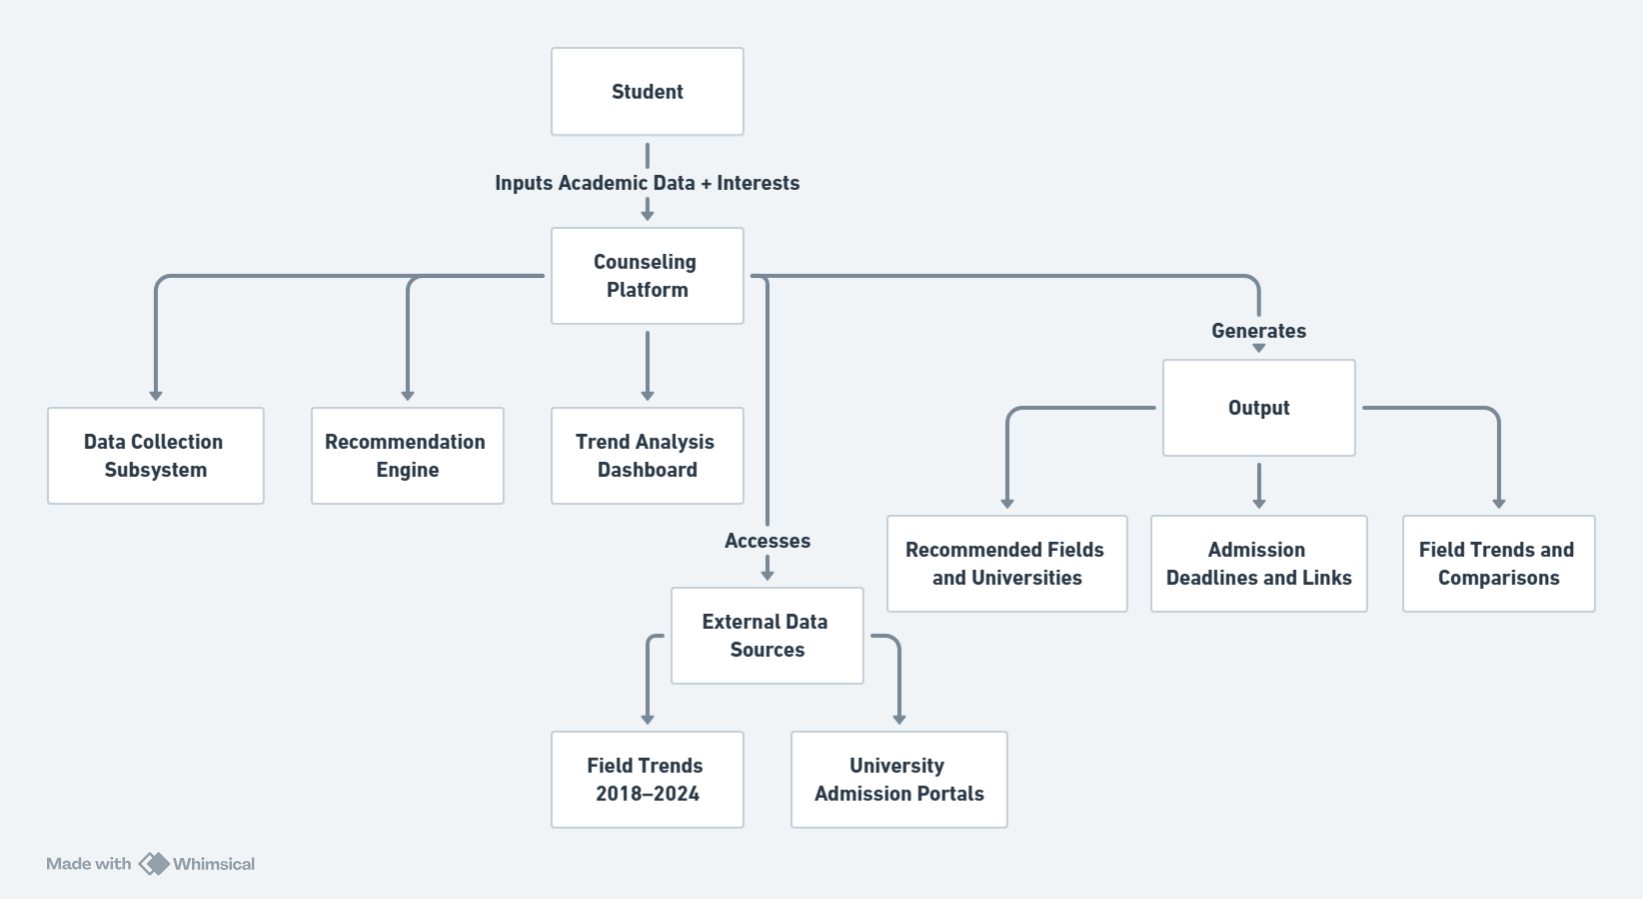 Student
Inputs Academic Data + Interests
Counseling
Platform
Generates
Output
Data Collection
Subsystem
Recommendation
Engine
Trend Analysis
Dashboard
Accesses
Recommended Fields
and Universities
Admission
Deadlines and Links
Field Trends and
Comparisons
External Data
Sources
Field Trends
2018–2024
University
Admission Portals
Made with Whimsical